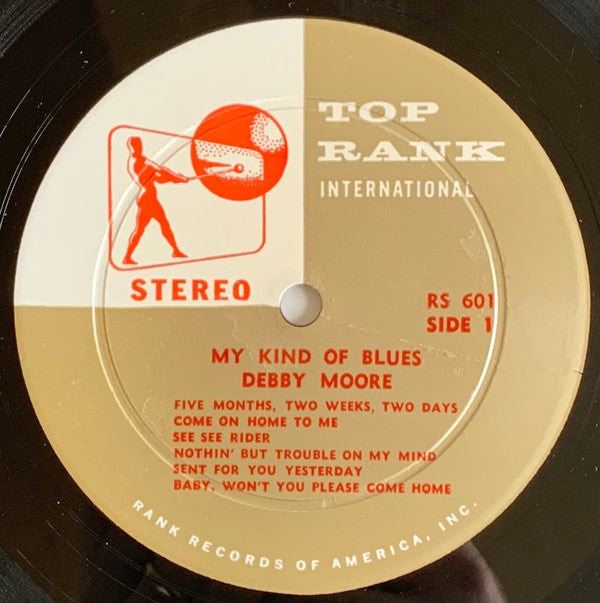 TOP
RANK
INTERNATIONAL
STEREO
RS 601
SIDE 1
MY KIND OF BLUES
DEBBY MOORE
FIVE MONTHS, TWO WEEKS, TWO DAYS
COME ON HOME TO ME
SEE SEE RIDER
NOTHIN' BUT TROUBLE ON MY MIND
SENT FOR YOU YESTERDAY
BABY, WON'T YOU PLEASE COME HOME
RANK RECORDS OF AMERICA, INC.